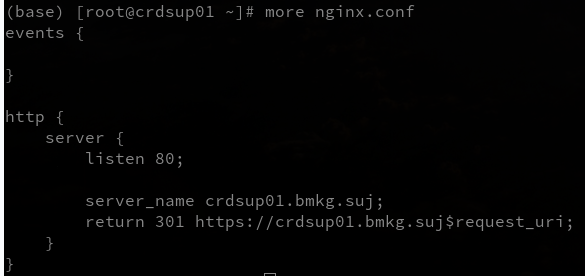 (base) [root@crdsup01 ~]# more nginx.conf
events {
}
http {
    server {
        listen 80;
        server_name crdsup01.bmkg.suj;
        return 301 https://crdsup01.bmkg.suj$request_uri;
    }
}